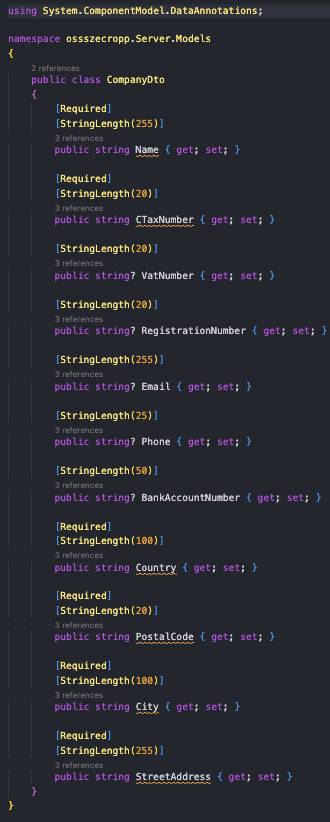 using System.ComponentModel.DataAnnotations;
namespace ossszecropp.Server.Models
{
2 references
public class CompanyDto
{
[Required]
[StringLength(255)]
3 references
public string Name { get; set; }
[Required]
[StringLength(20)]
3 references
public string CTaxNumber { get; set; }
[StringLength(20)]
3 references
public string? VatNumber { get; set; }
[StringLength(20)]
3 references
public string? RegistrationNumber { get; set; }
[StringLength(255)]
3 references
public string? Email { get; set; }
[StringLength(25)]
3 references
public string? Phone { get; set; }
[StringLength(50)]
3 references
public string? BankAccountNumber { get; set; }
[Required]
[StringLength(100)]
3 references
public string Country { get; set; }
[Required]
[StringLength(20)]
3 references
public string PostalCode { get; set; }
[Required]
[StringLength(100)]
3 references
public string City { get; set; }
[Required]
[StringLength(255)]
3 references
public string StreetAddress { get; set; }
}
}